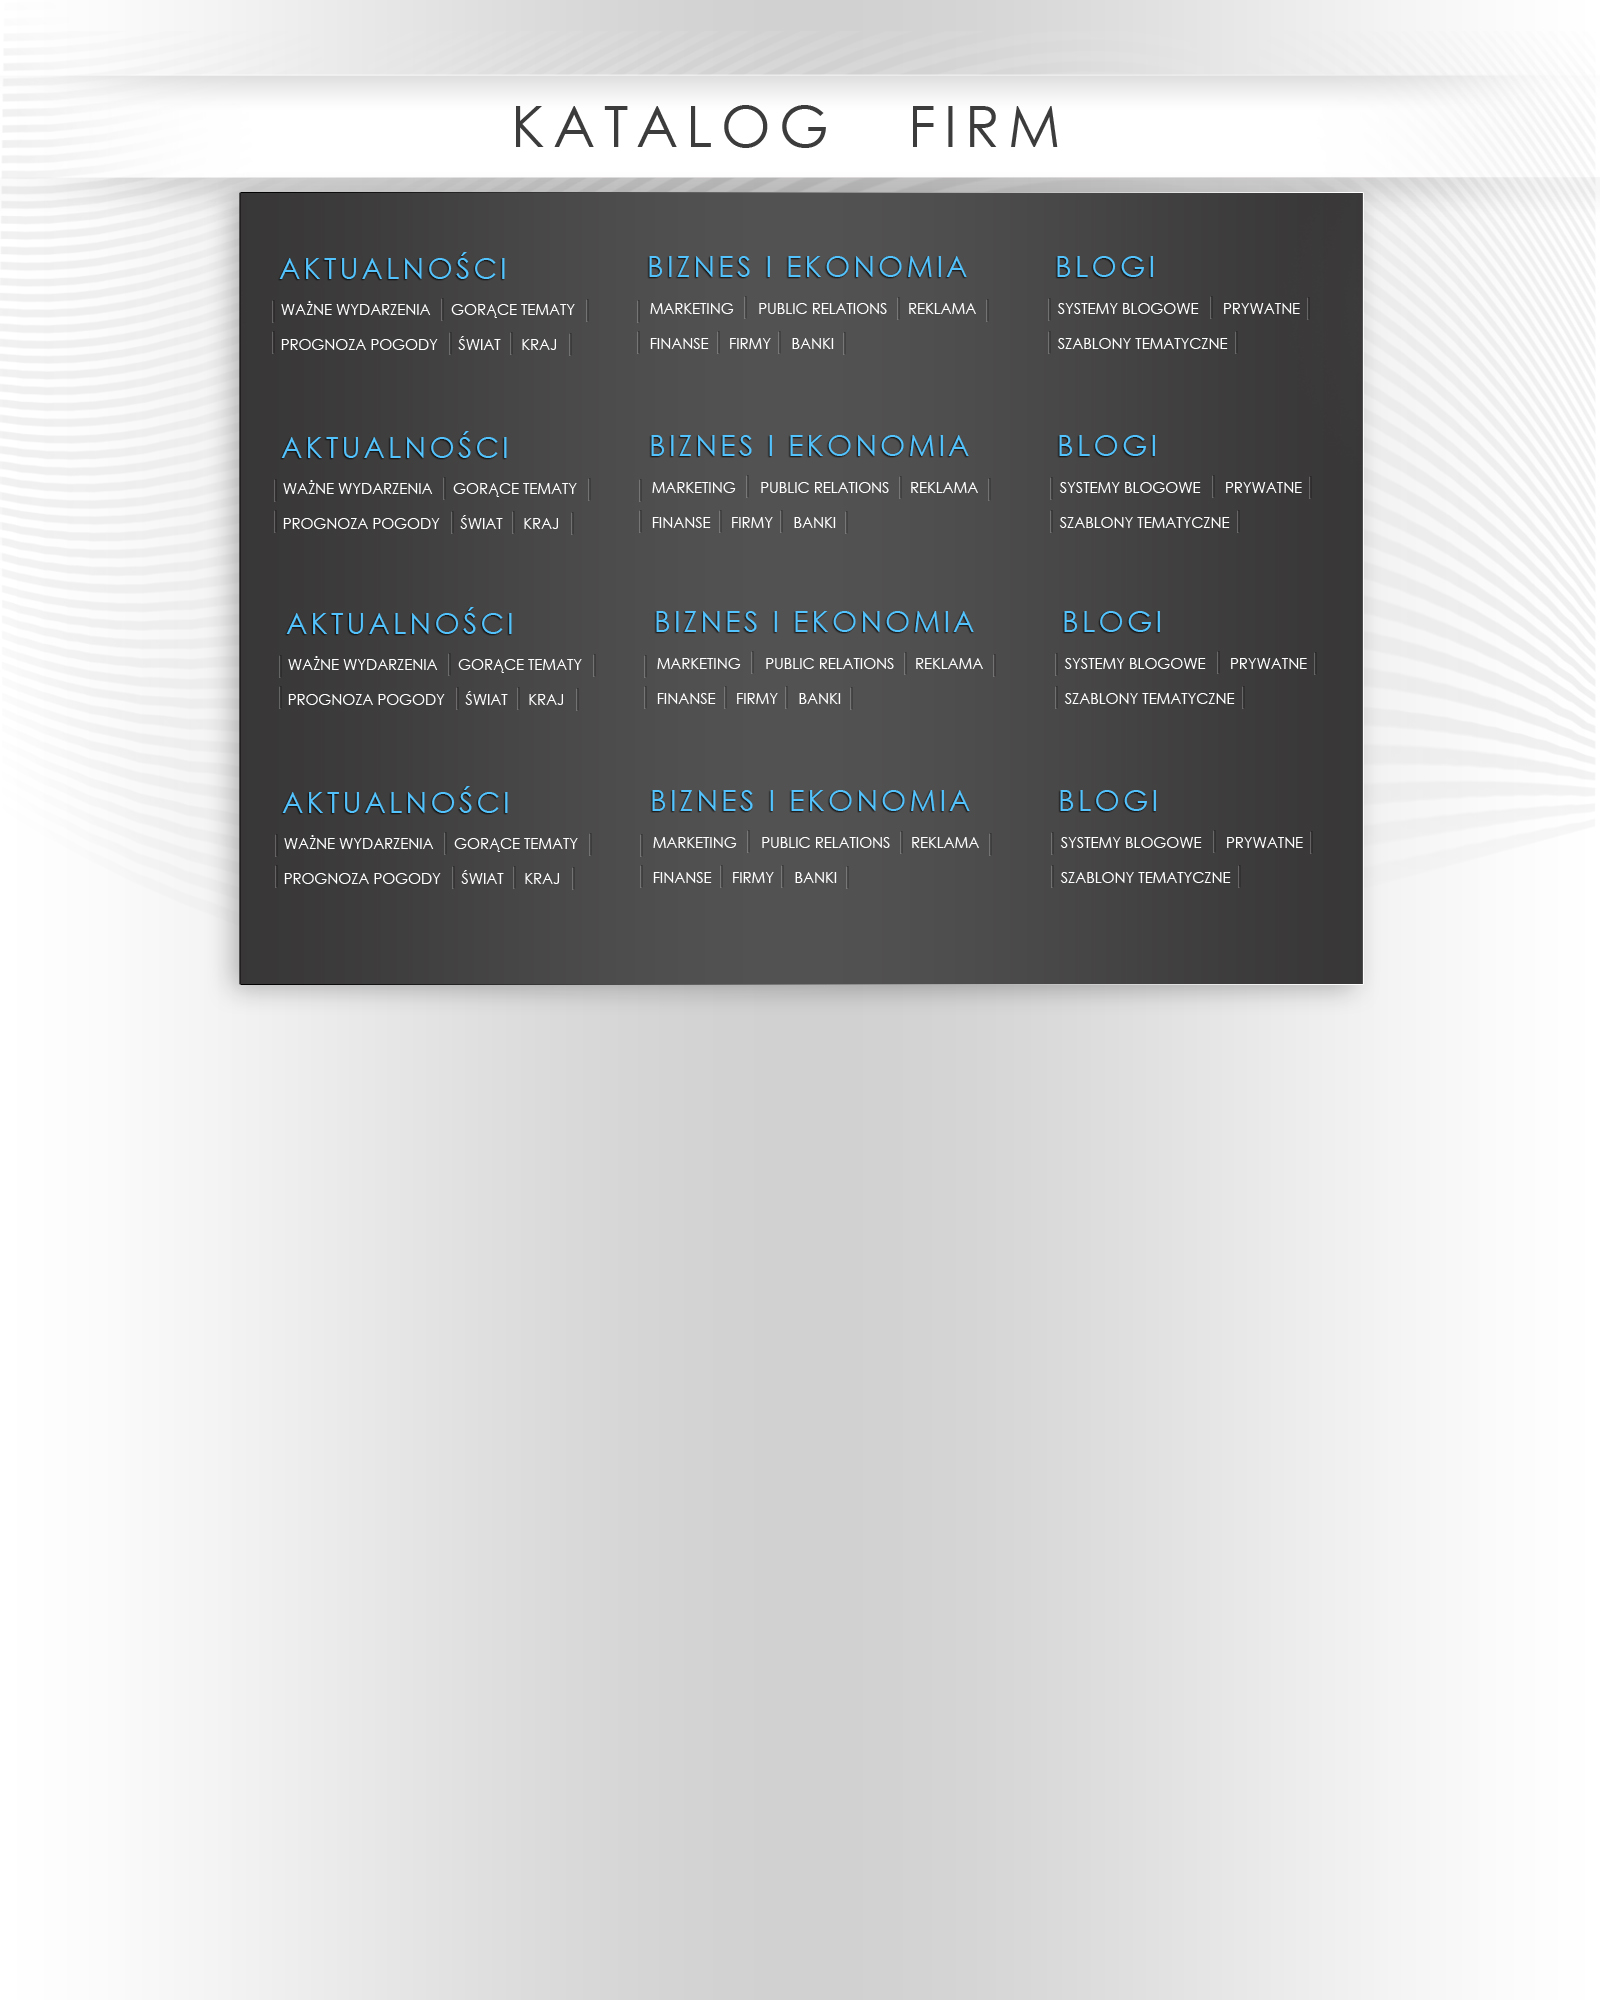 KATALOG FIRM
AKTUALNOŚCI BIZNES I EKONOMIA BLOGI
WAŻNE WYDARZENIA GORĄCE TEMATY MARKETING PUBLIC RELATIONS REKLAMA SYSTEMY BLOGOWE PRYWATNE
PROGNOZA POGODY ŚWIAT KRAJ FINANSE FIRMY BANKI SZABLONY TEMATYCZNE
AKTUALNOŚCI BIZNES I EKONOMIA BLOGI
WAŻNE WYDARZENIA GORĄCE TEMATY MARKETING PUBLIC RELATIONS REKLAMA SYSTEMY BLOGOWE PRYWATNE
PROGNOZA POGODY ŚWIAT KRAJ FINANSE FIRMY BANKI SZABLONY TEMATYCZNE
AKTUALNOŚCI BIZNES I EKONOMIA BLOGI
WAŻNE WYDARZENIA GORĄCE TEMATY MARKETING PUBLIC RELATIONS REKLAMA SYSTEMY BLOGOWE PRYWATNE
PROGNOZA POGODY ŚWIAT KRAJ FINANSE FIRMY BANKI SZABLONY TEMATYCZNE
AKTUALNOŚCI BIZNES I EKONOMIA BLOGI
WAŻNE WYDARZENIA GORĄCE TEMATY MARKETING PUBLIC RELATIONS REKLAMA SYSTEMY BLOGOWE PRYWATNE
PROGNOZA POGODY ŚWIAT KRAJ FINANSE FIRMY BANKI SZABLONY TEMATYCZNE